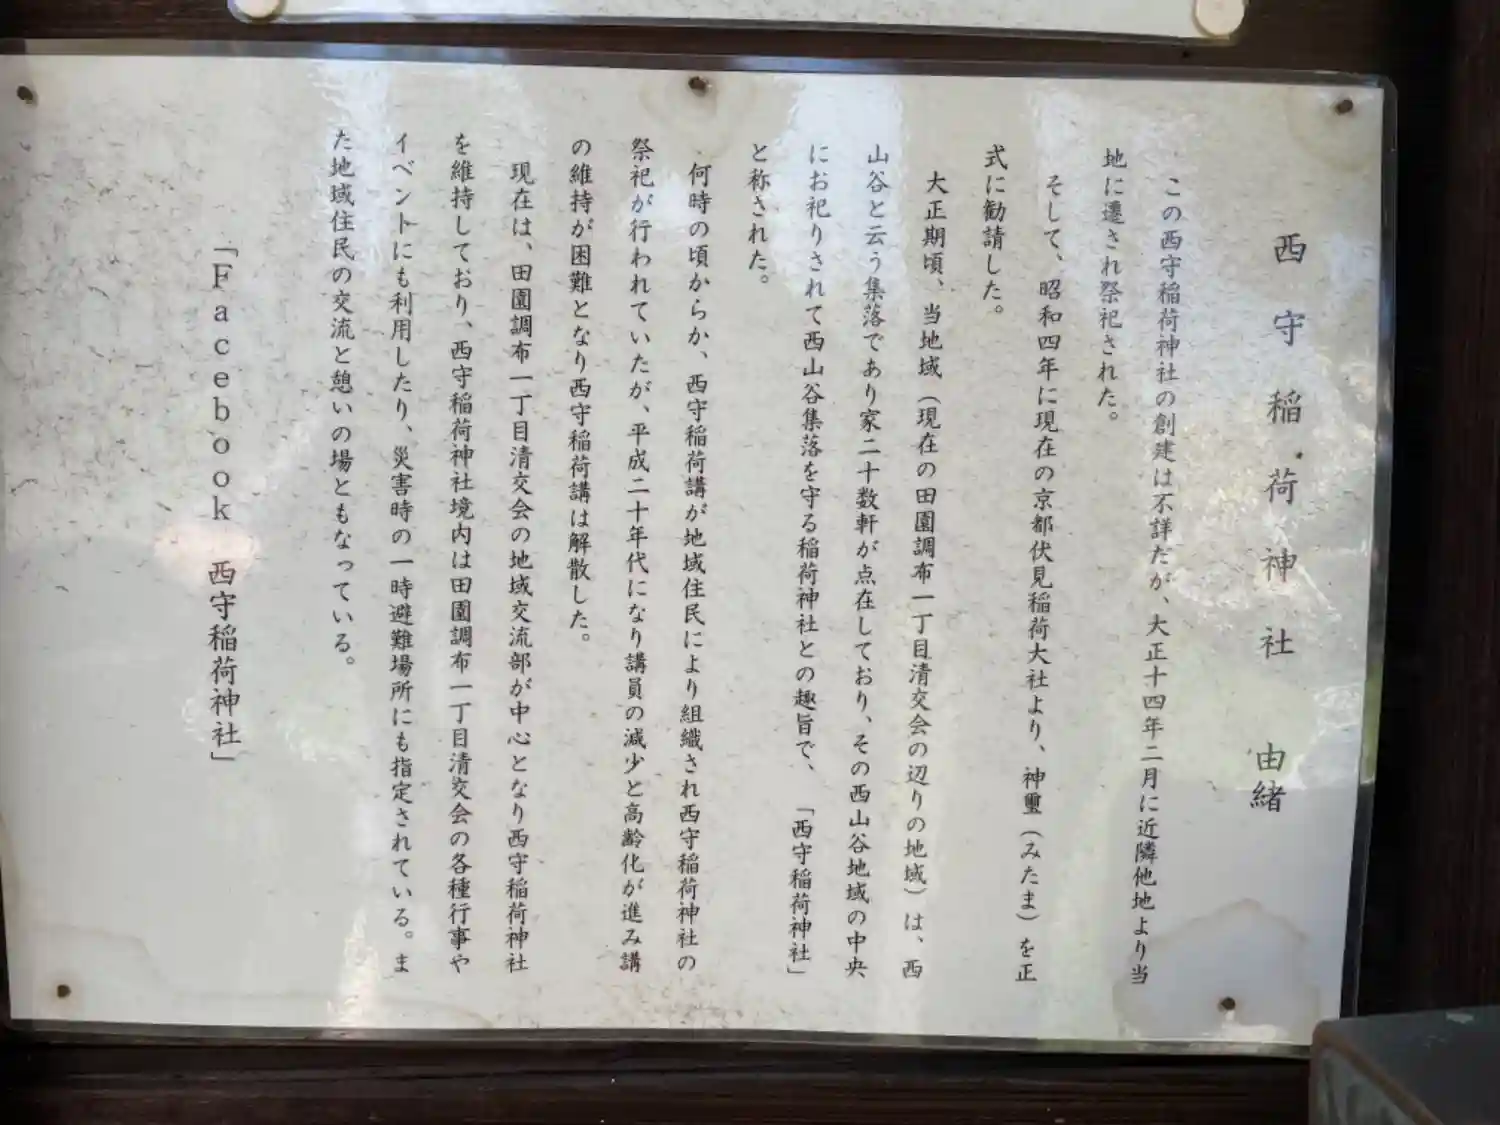 西守稲荷神社 由緒
この西守稲荷神社の創建は不詳だが、大正十四年二月に近隣他地より当
地に遷され祭祀された。
そして、昭和四年に現在の京都伏見稲荷大社より、神璽（みたま）を正
式に勧請した。
大正期頃、当地域（現在の田園調布一丁目清交会の辺りの地域）は、西
山谷と云う集落であり家二十数軒が点在しており、その西山谷地域の中央
にお祀りされて西山谷集落を守る稲荷神社との趣旨で、「西守稲荷神社」
と称された。
何時の頃からか、西守稲荷講が地域住民により組織され西守稲荷神社の
祭祀が行われていたが、平成二十年代になり講員の減少と高齢化が進み講
の維持が困難となり西守稲荷講は解散した。
現在は、田園調布一丁目清交会の地域交流部が中心となり西守稲荷神社
を維持しており、西守稲荷神社境内は田園調布一丁目清交会の各種行事や
イベントにも利用したり、災害時の一時避難場所にも指定されている。ま
た地域住民の交流と憩いの場ともなっている。
「Facebook 西守稲荷神社」